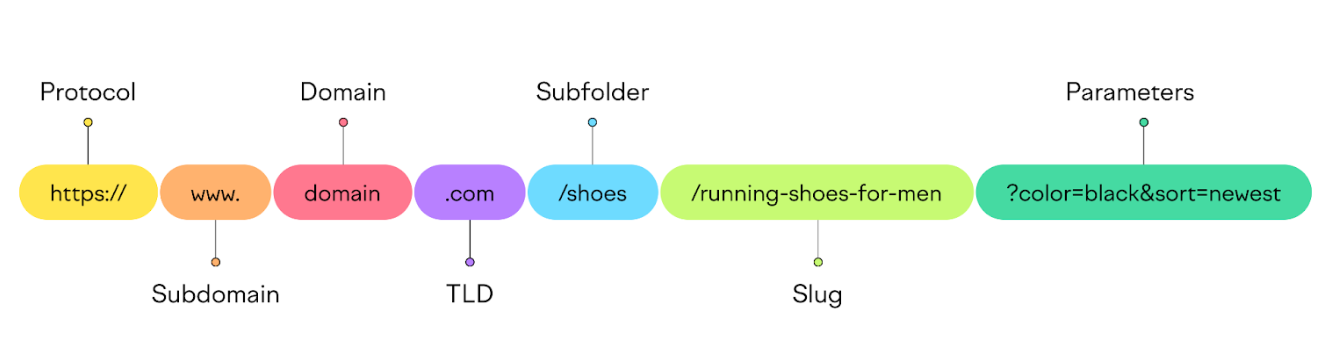 Protocol
Domain
Subfolder
Parameters
https://
www.
domain
.com
/shoes
/running-shoes-for-men
?color=black&sort=newest
Subdomain
TLD
Slug